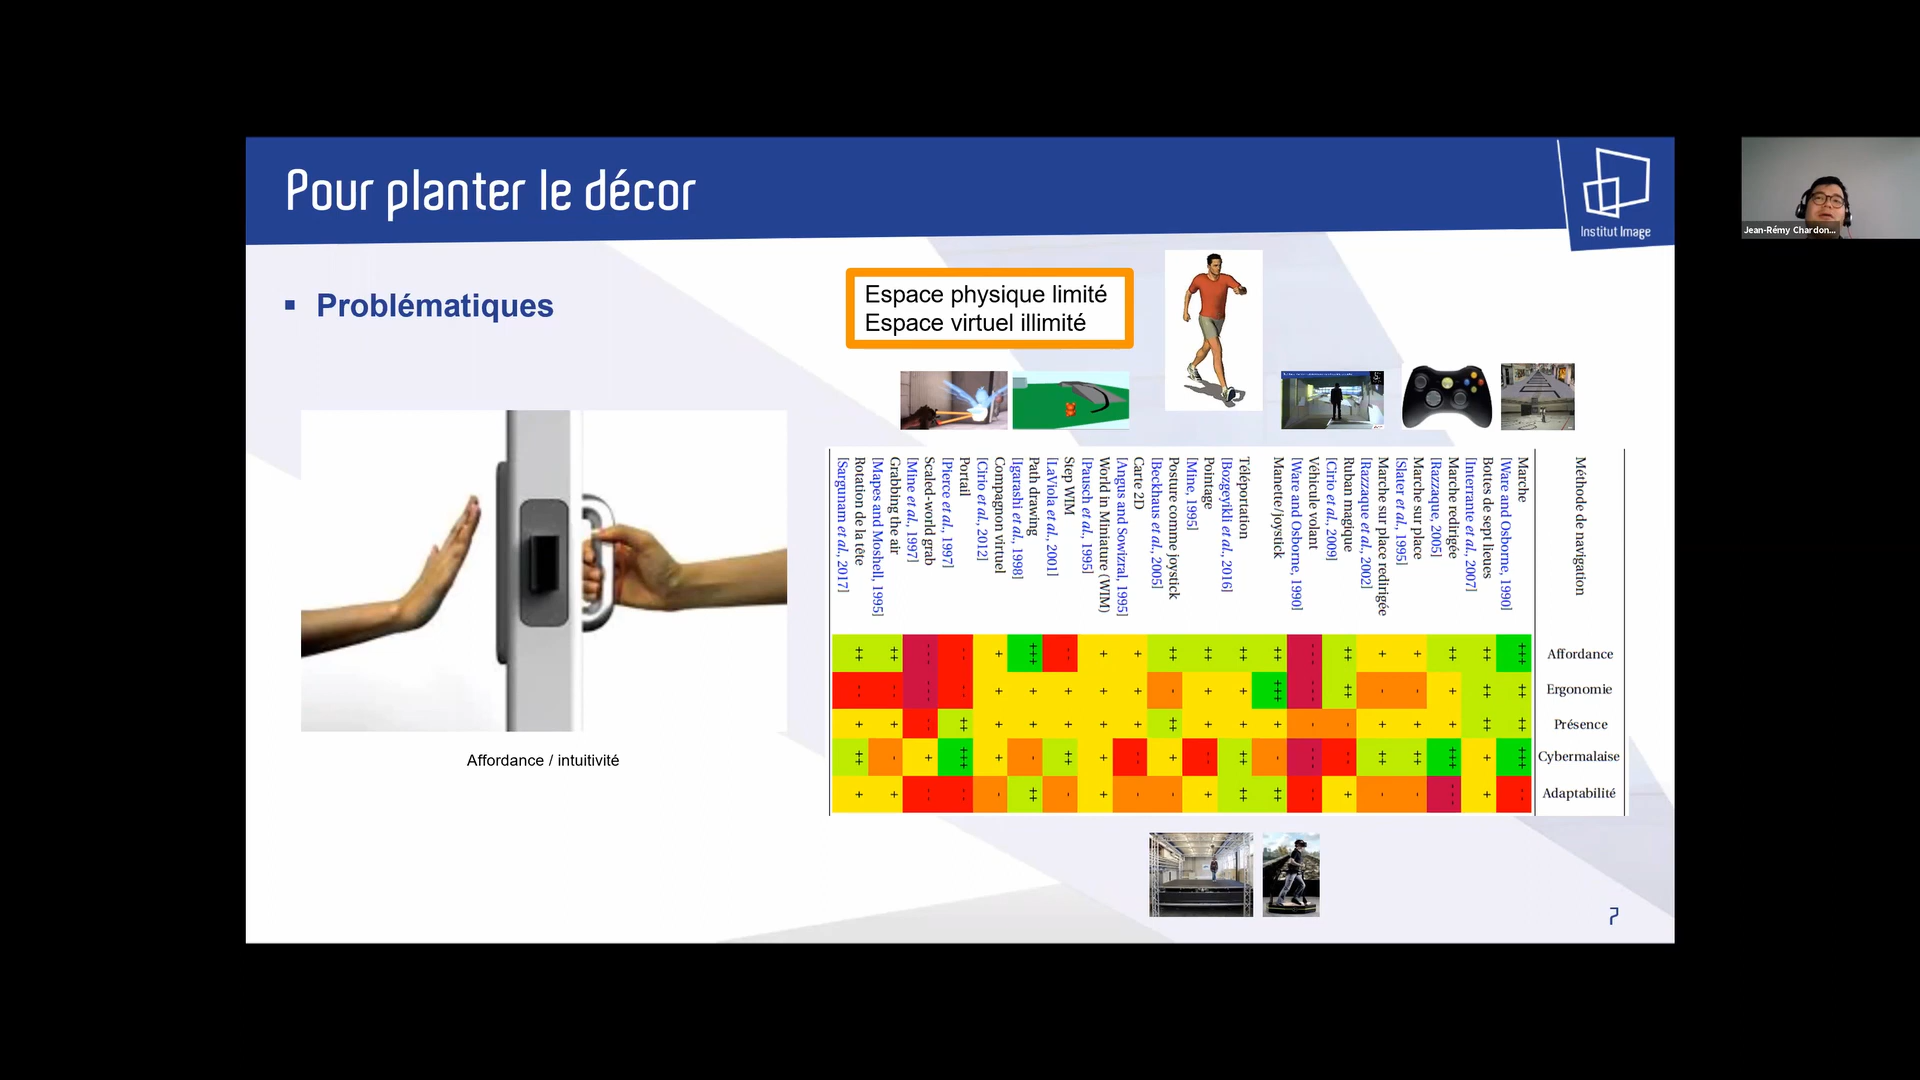 Pour planter le décor
Institut Image
Jean-Rémy Chardon...
▪ Problématiques
Espace physique limité
Espace virtuel illimité
Méthode de navigation
Marche
[Ware and Osborne, 1990]
Bottes de sept lieues
[Interrante et al., 2007]
Marche redirigée
[Razzaque, 2005]
Marche sur place
[Slater et al., 1995]
Marche sur place redirigée
[Razzaque et al., 2002]
Ruban magique
[Cirio et al., 2009]
Véhicule volant
[Ware and Osborne, 1990]
Manette/joystick
Téléportation
[Bozgeyikli et al., 2016]
Pointage
[Mine, 1995]
Posture comme joystick
[Beckhaus et al., 2005]
Carte 2D
[Angus and Sowizral, 1995]
World in Miniature (WIM)
[Pausch et al., 1995]
Step WIM
[LaViola et al., 2001]
Path drawing
[Igarashi et al., 1998]
Compagnon virtuel
[Cirio et al., 2012]
Portail
[Pierce et al., 1997]
Scaled-world grab
[Mine et al., 1997]
Grabbing the air
[Mapes and Moshell, 1995]
Rotation de la tête
[Sargunam et al., 2017]
Affordance
Ergonomie
Présence
Cybermalaise
Adaptabilité
Affordance / intuitivité
7